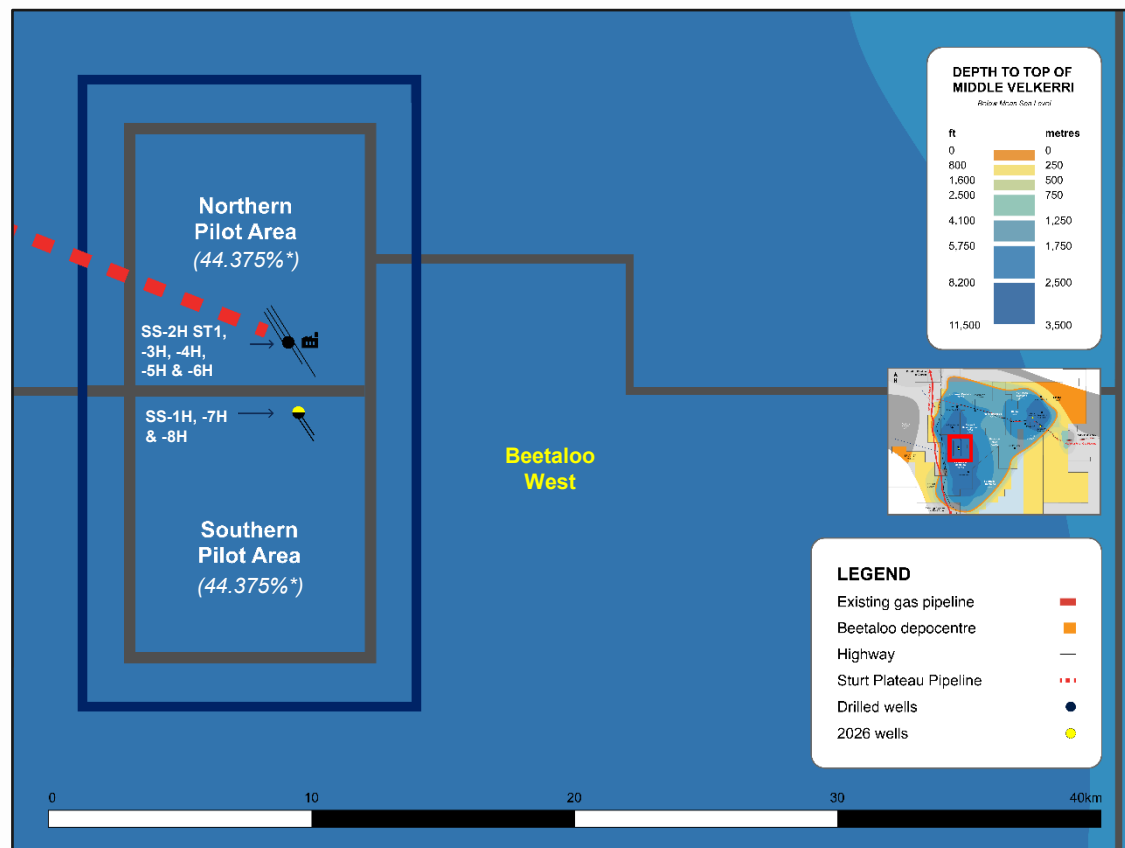 DEPTH TO TOP OF
MIDDLE VELKERRI
Below Mean Sea Level
ft metres
0 0
800 250
1,600 500
2,500 750
4,100 1,250
5,750 1,750
8,200 2,500
11,500 3,500
Northern
Pilot Area
(44.375%*)
SS-2H ST1,
-3H, -4H,
-5H & -6H
SS-1H, -7H
& -8H
Beetaloo
West
Southern
Pilot Area
(44.375%*)
LEGEND
Existing gas pipeline
Beetaloo depocentre
Highway
Sturt Plateau Pipeline
Drilled wells
2026 wells
0 10 20 30 40km